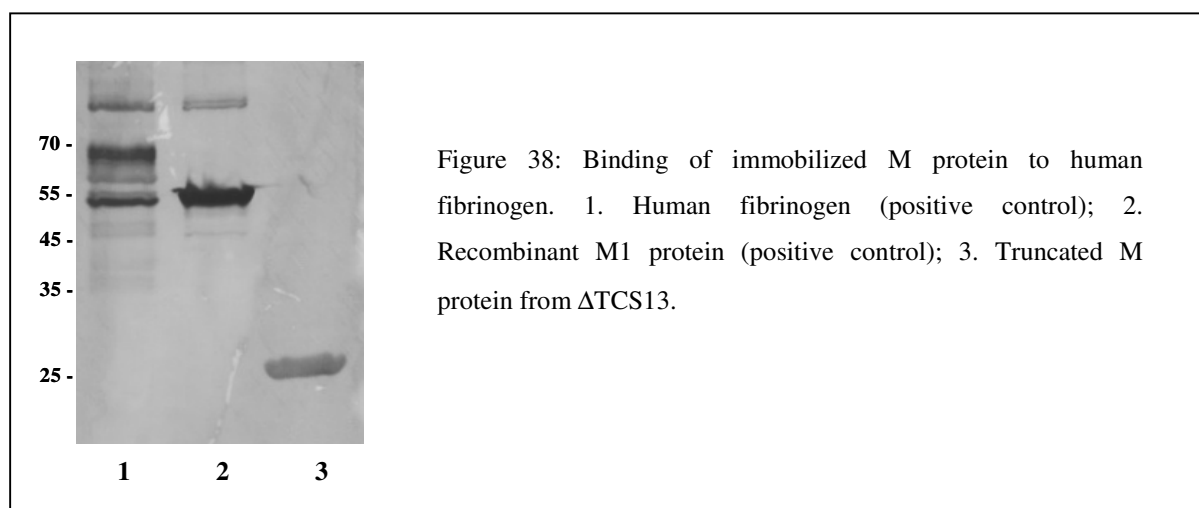 70 -
55 -
45 -
35 -
25 -
1 2 3
Figure 38: Binding of immobilized M protein to human
fibrinogen. 1. Human fibrinogen (positive control); 2.
Recombinant M1 protein (positive control); 3. Truncated M
protein from ΔTCS13.